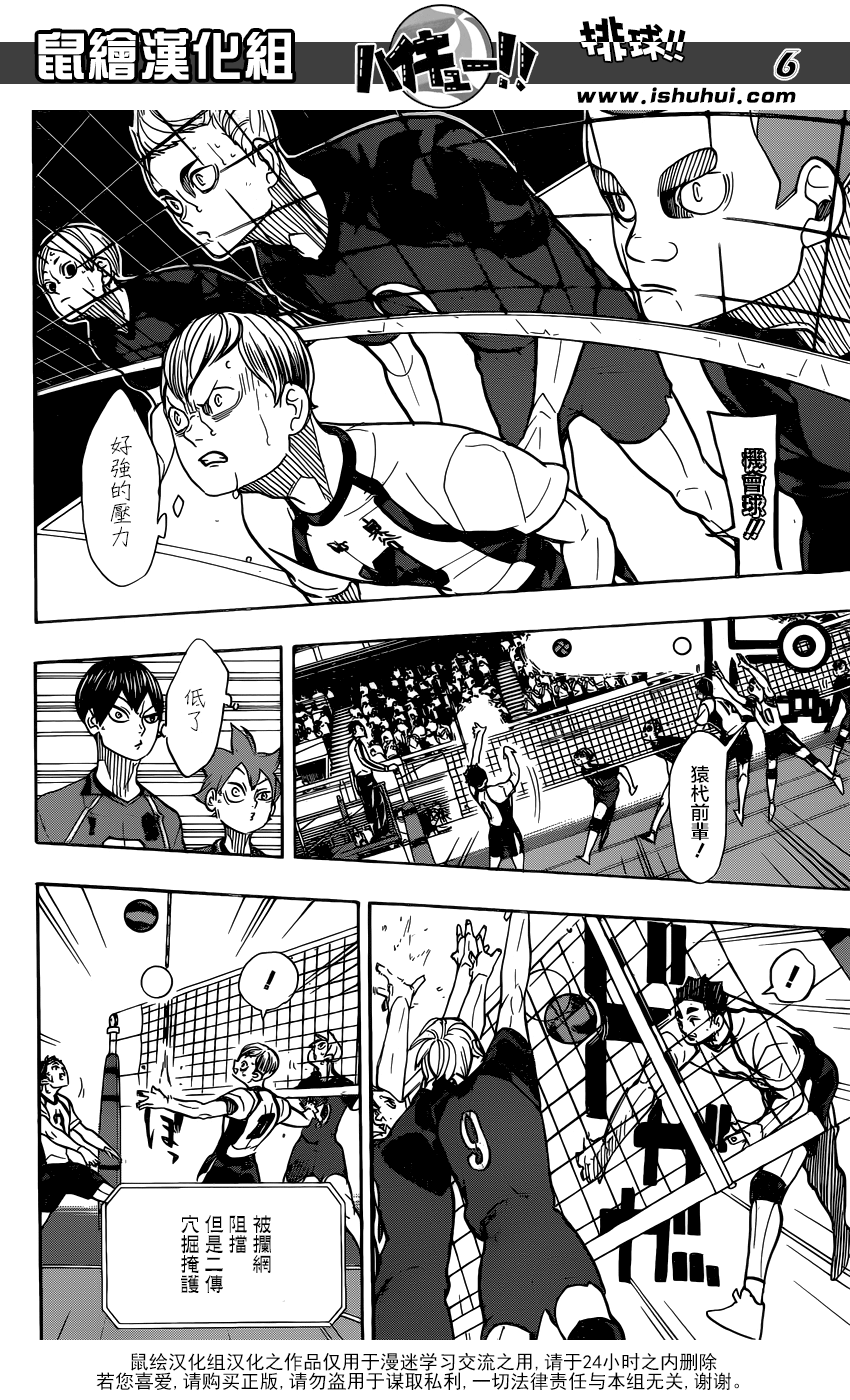 鼠繪漢化組
ハイキュー!!
排球!!
6
www.ishuhui.com
機會球!!
好強的壓力
猿杙前輩！
低了
9
！
！
被攔網
阻擋
但是二傳
穴掘掩護
鼠绘汉化组汉化之作品仅用于漫迷学习交流之用, 请于24小时之内删除
若您喜爱, 请购买正版, 请勿盗用于谋取私利, 一切法律责任与本组无关, 谢谢。